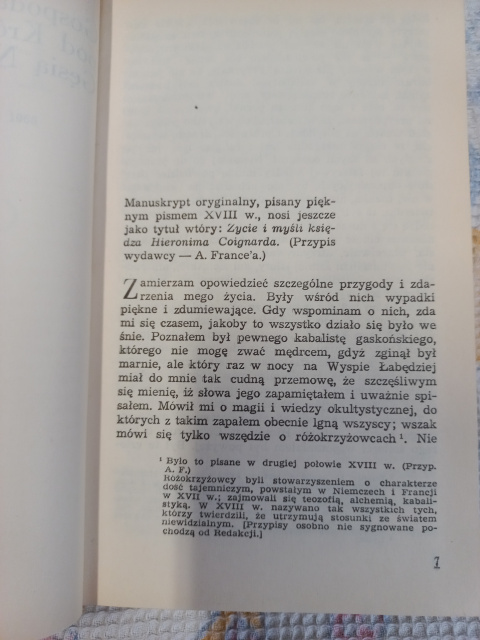 Manuskrypt oryginalny, pisany pięk-
nym pismem XVIII w., nosi jeszcze
jako tytuł wtóry: Życie i myśli księ-
dza Hieronima Coignarda. (Przypis
wydawcy — A. France'a.)
Zamierzam opowiedzieć szczególne przygody i zda-
rzenia mego życia. Były wśród nich wypadki
piękne i zdumiewające. Gdy wspominam o nich, zda
mi się czasem, jakoby to wszystko działo się było we
śnie. Poznałem był pewnego kabalistę gaskońskiego,
którego nie mogę zwać mędrcem, gdyż zginął był
marnie, ale który raz w nocy na Wyspie Łabędziej
miał do mnie tak cudną przemowę, że szczęśliwym
się mienię, iż słowa jego zapamiętałem i uważnie spi-
sałem. Mówił mi o magii i wiedzy okultystycznej, do
których z takim zapałem obecnie lgną wszyscy; wszak
mówi się tylko wszędzie o różokrzyżowcach¹. Nie
¹ Było to pisane w drugiej połowie XVIII w. (Przyp.
A. F.)
Różokrzyżowcy byli stowarzyszeniem o charakterze
dość tajemniczym, powstałym w Niemczech i Francji
w XVII w.; zajmowali się teozofią, alchemią, kabali-
styką. W XVIII w. nazywano tak wszystkich tych,
którzy twierdzili, że utrzymują stosunki ze światem
niewidzialnym. [Przypisy osobno nie sygnowane po-
chodzą od Redakcji.]
7